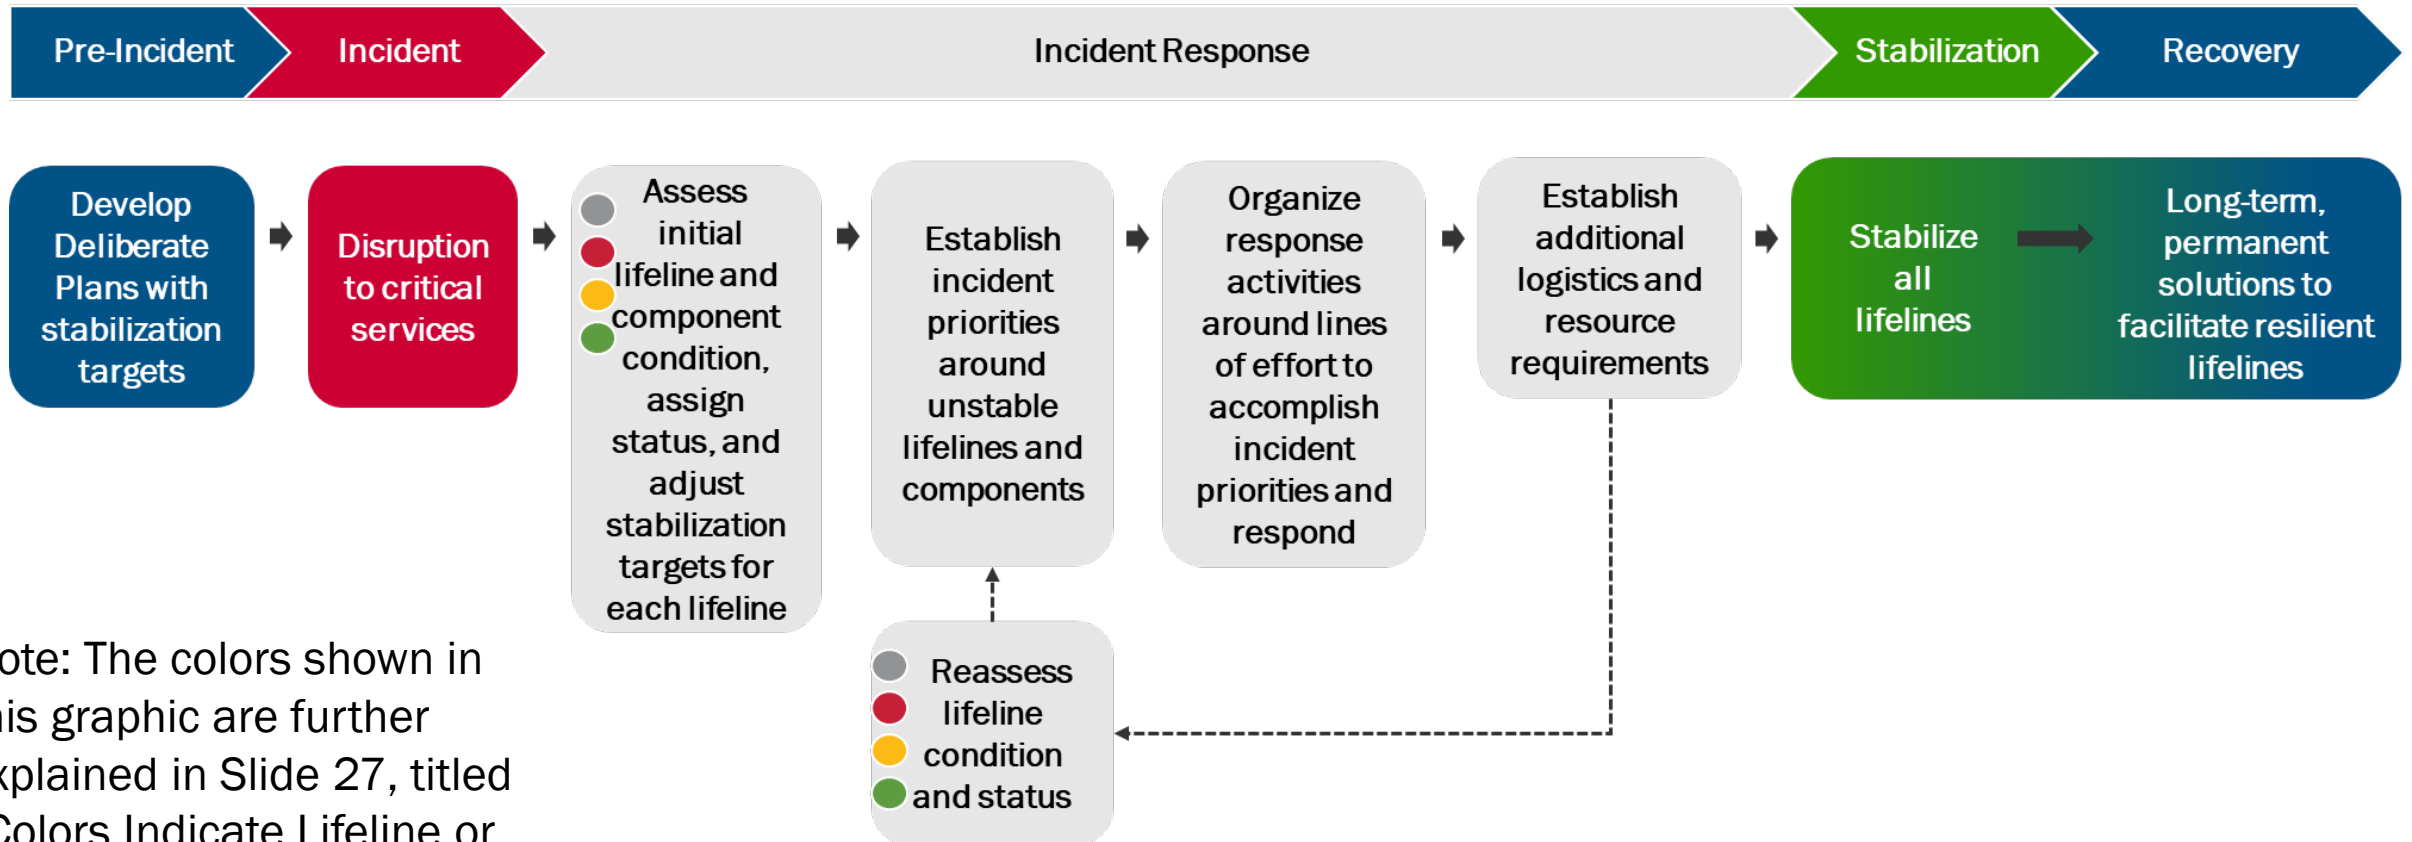 Pre-Incident
Incident
Incident Response
Stabilization
Recovery
Develop
Deliberate
Plans with
stabilization
targets
Disruption
to critical
services
Assess
initial
lifeline and
component
condition,
assign
status, and
adjust
stabilization
targets for
each lifeline
Establish
incident
priorities
around
unstable
lifelines and
components
Organize
response
activities
around lines
of effort to
accomplish
incident
priorities and
respond
Establish
additional
logistics and
resource
requirements
Stabilize
all
lifelines
Long-term,
permanent
solutions to
facilitate resilient
lifelines
Reassess
lifeline
condition
and status
ote: The colors shown in
is graphic are further
xplained in Slide 27, titled
Colors Indicate Lifeline or